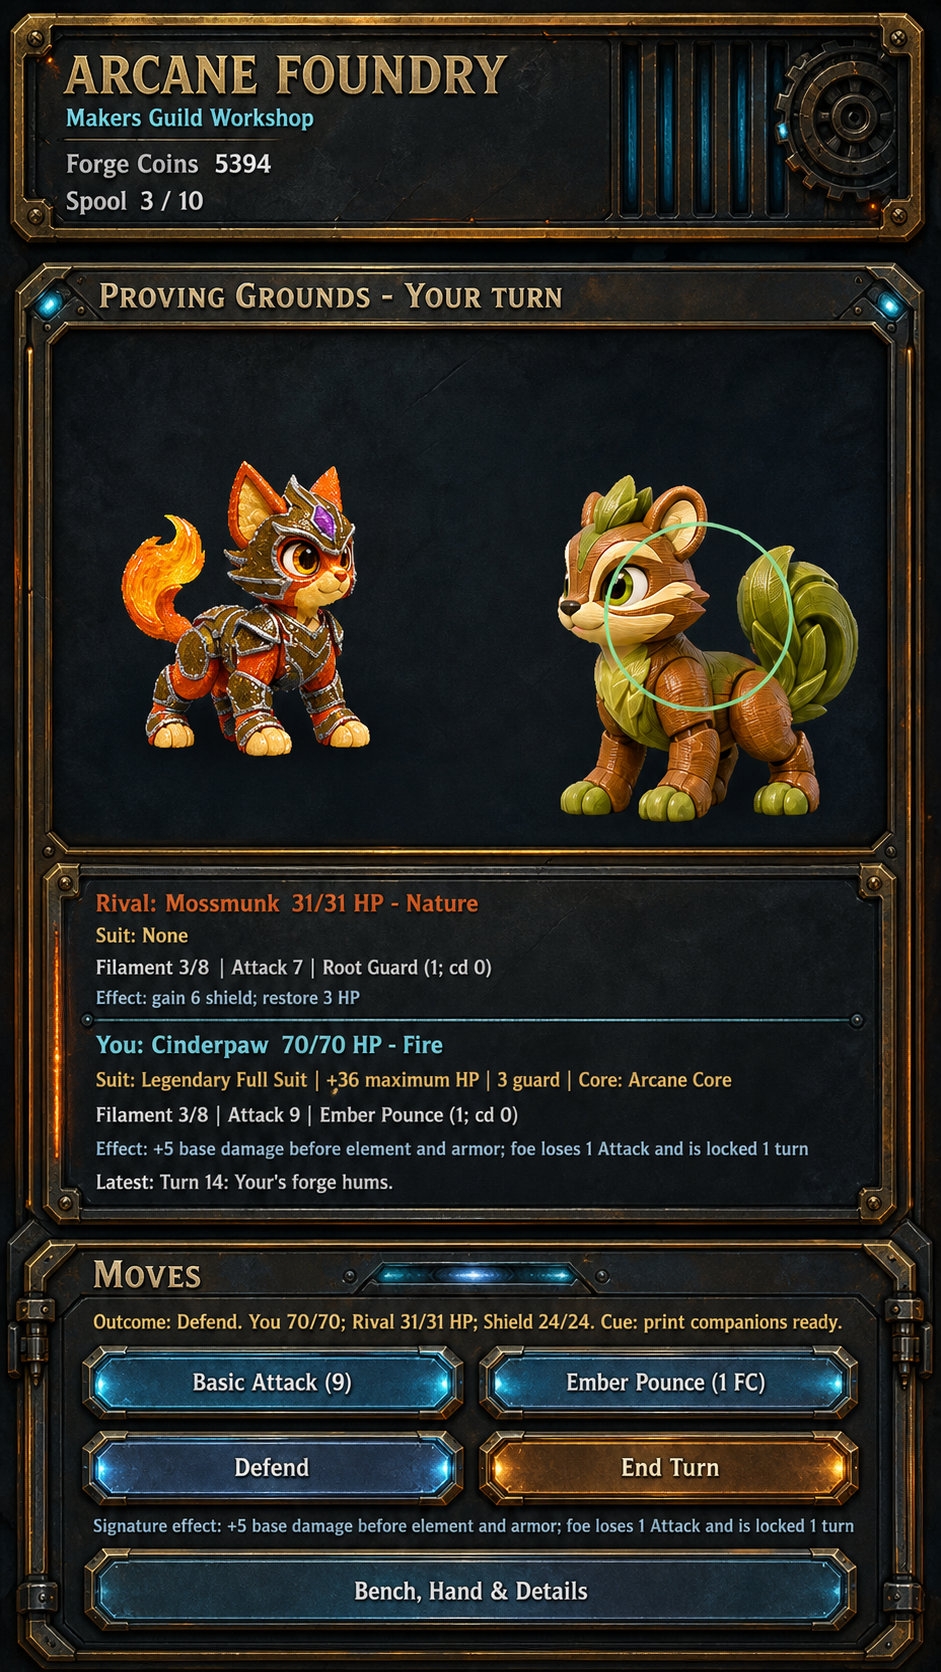 ARCANE FOUNDRY
Makers Guild Workshop
Forge Coins 5394
Spool 3 / 10
PROVING GROUNDS - YOUR TURN
Rival: Mossmunk 31/31 HP - Nature
Suit: None
Filament 3/8 | Attack 7 | Root Guard (1; cd 0)
Effect: gain 6 shield; restore 3 HP
You: Cinderpaw 70/70 HP - Fire
Suit: Legendary Full Suit | +36 maximum HP | 3 guard | Core: Arcane Core
Filament 3/8 | Attack 9 | Ember Pounce (1; cd 0)
Effect: +5 base damage before element and armor; foe loses 1 Attack and is locked 1 turn
Latest: Turn 14: Your's forge hums.
MOVES
Outcome: Defend. You 70/70; Rival 31/31 HP; Shield 24/24. Cue: print companions ready.
Basic Attack (9)
Ember Pounce (1 FC)
Defend
End Turn
Signature effect: +5 base damage before element and armor; foe loses 1 Attack and is locked 1 turn
Bench, Hand & Details